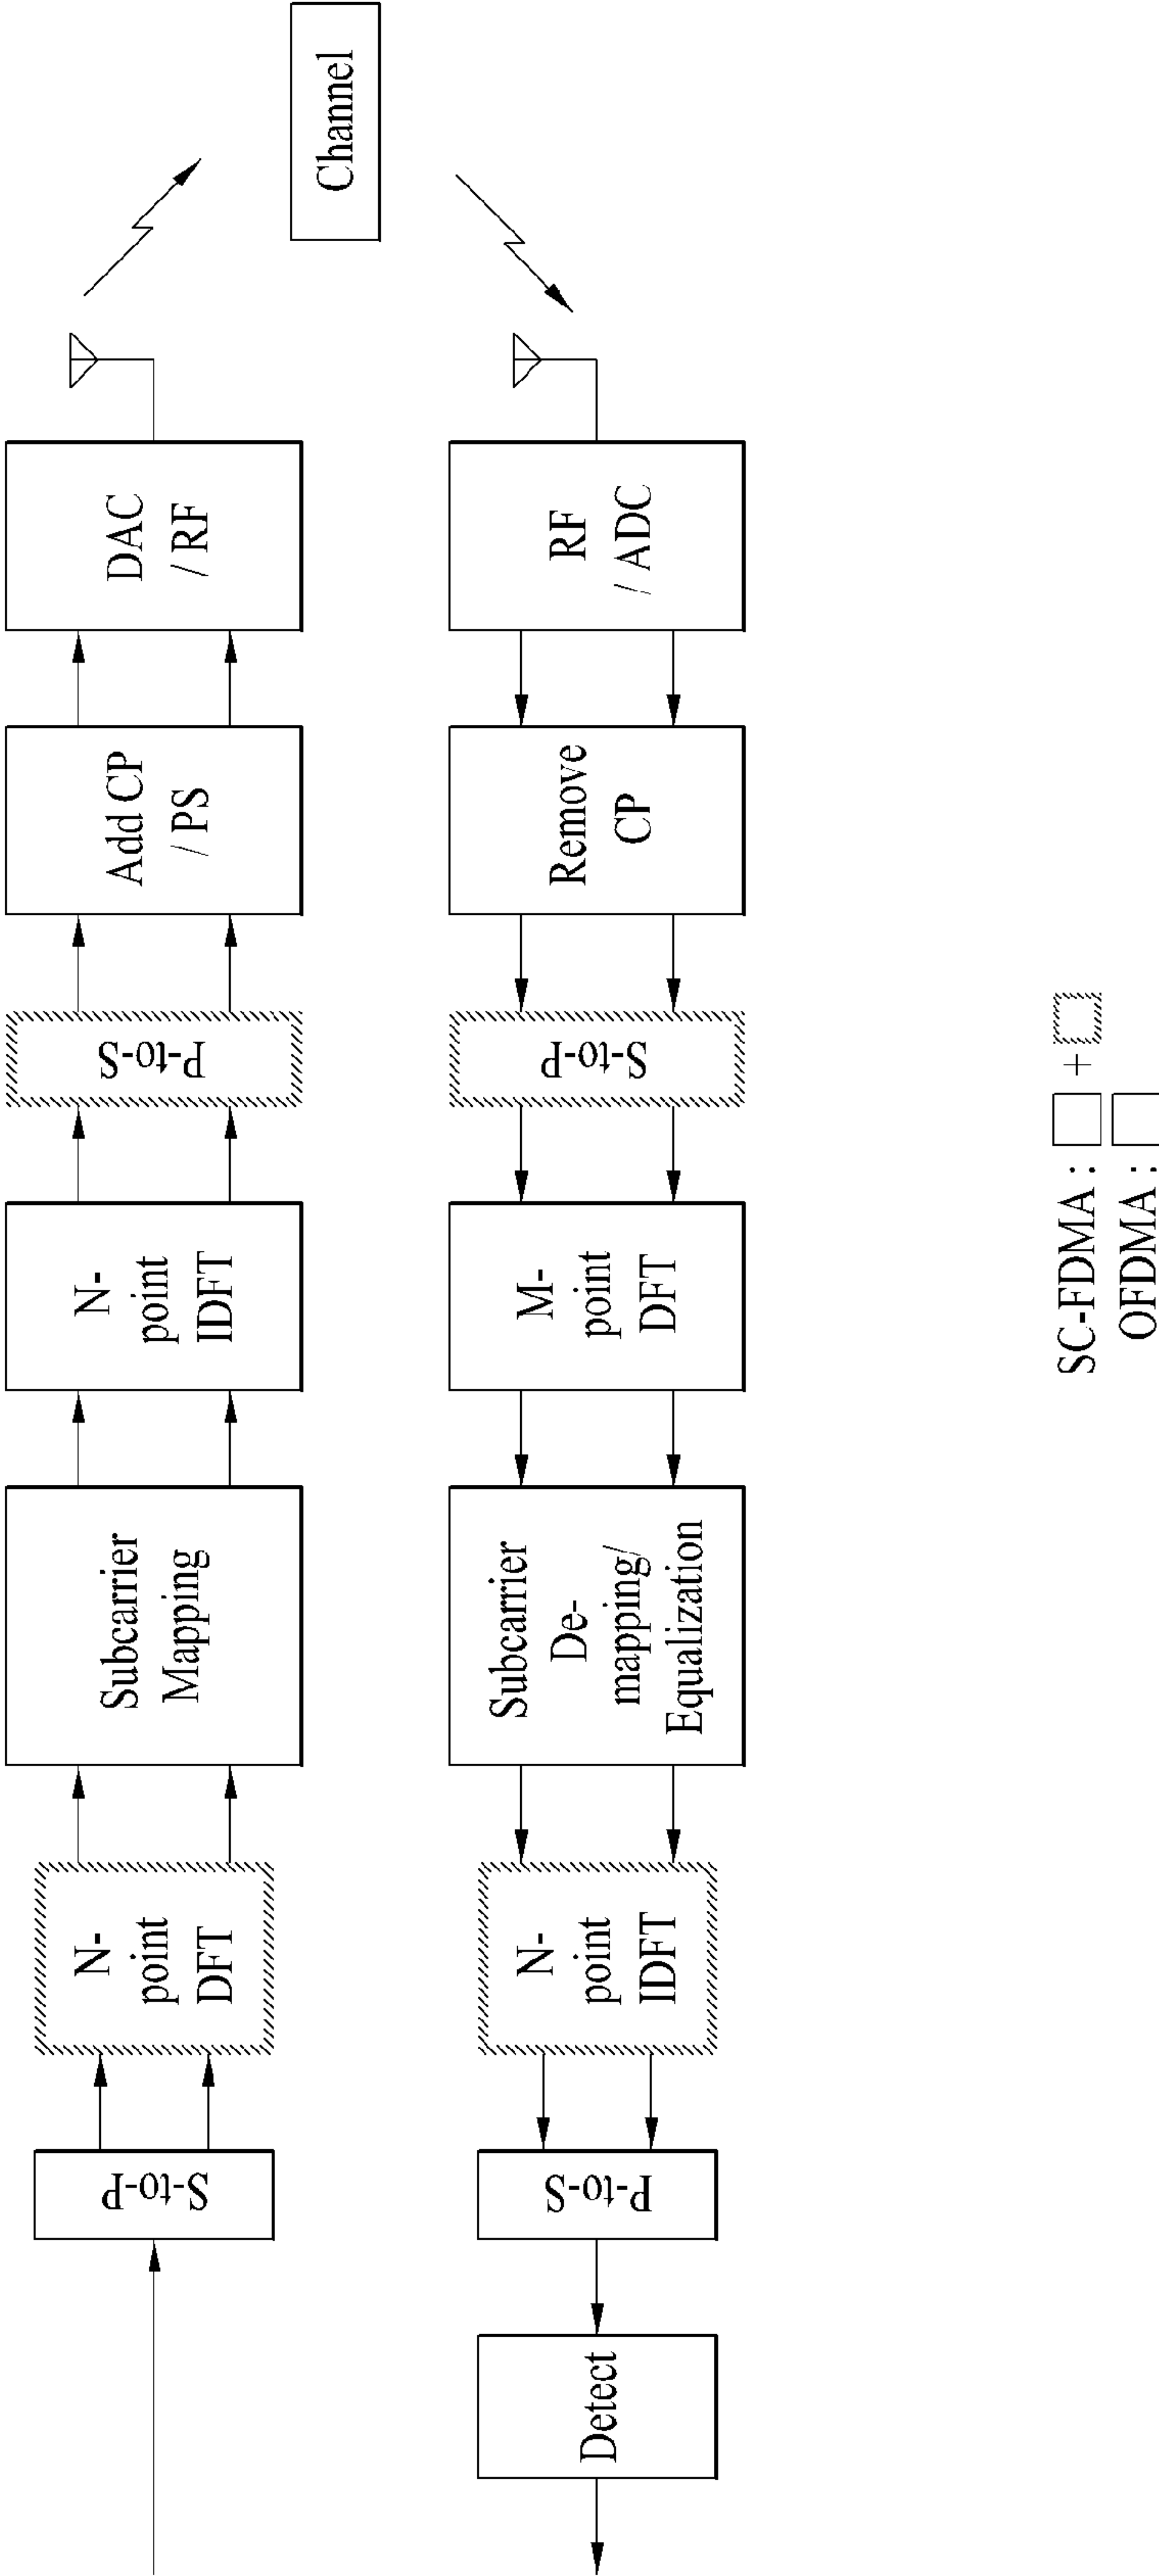 S-to-P
N-
point
DFT
Subcarrier
Mapping
N-
point
IDFT
P-to-S
Add CP
/ PS
DAC
/ RF
Channel
Detect
P-to-S
N-
point
IDFT
Subcarrier
De-
mapping/
Equalization
M-
point
DFT
S-to-P
Remove
CP
RF
/ ADC
SC-FDMA : +
OFDMA :